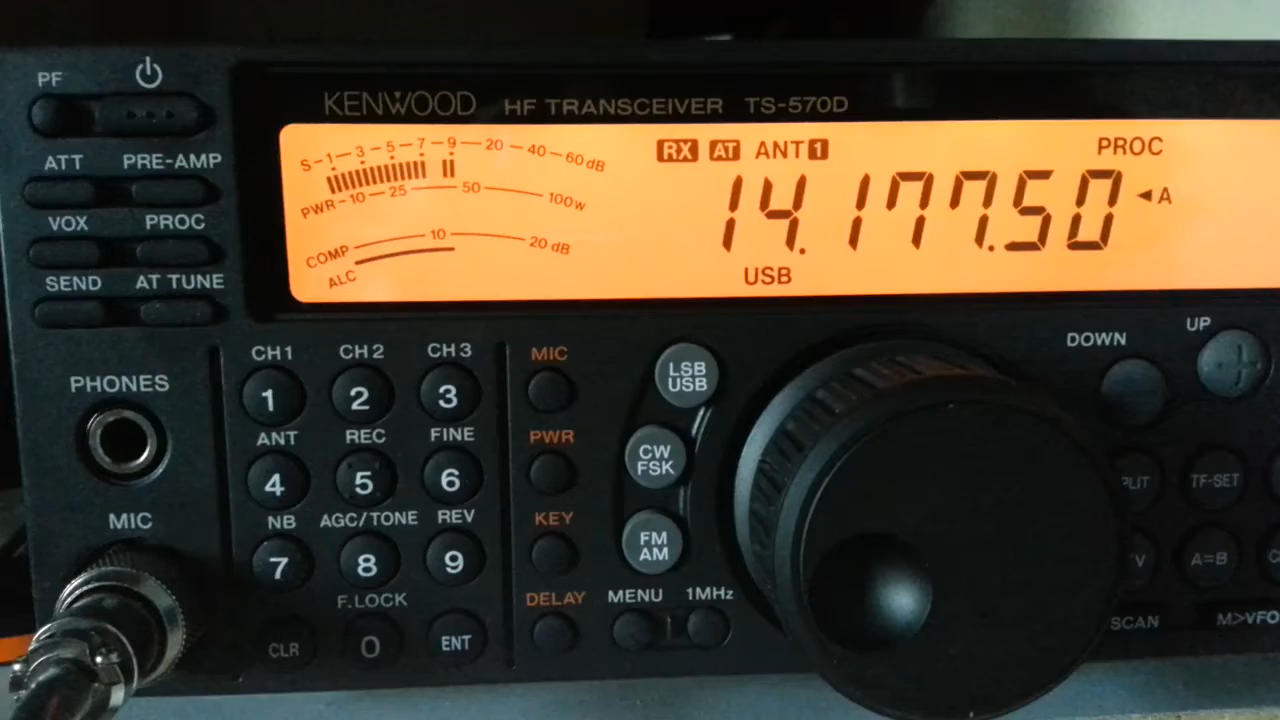 PF
KENWOOD HF TRANSCEIVER TS-570D
ATT PRE-AMP
VOX PROC
SEND AT TUNE
S-1-3-5-7-9-20-40-60dB
PWR-10-25-50-100W
COMP 10 20 dB
ALC
RX AT ANT 1 PROC
14.177.50 ◄A
USB
PHONES
MIC
CH1 CH2 CH3
1 2 3
ANT REC FINE
4 5 6
NB AGC/TONE REV
7 8 9
F.LOCK
CLR 0 ENT
MIC
PWR
KEY
DELAY
LSB
USB
CW
FSK
FM
AM
MENU 1MHz
DOWN UP
TF-SET
A=B
SCAN M>VFO